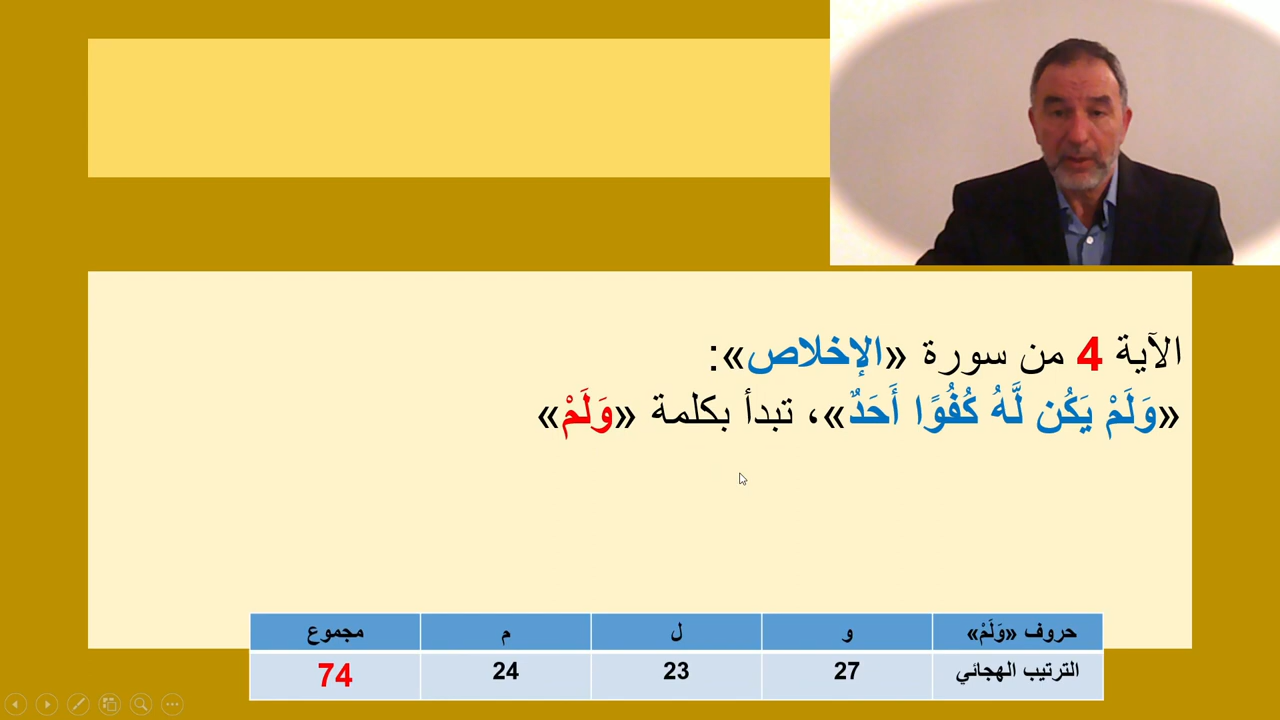 الآية 4 من سورة «الإخلاص»:
«وَلَمْ يَكُن لَّهُ كُفُوًا أَحَدٌ»، تبدأ بكلمة «وَلَمْ»
حروف «وَلَمْ» و ل م مجموع
الترتيب الهجائي 27 23 24 74